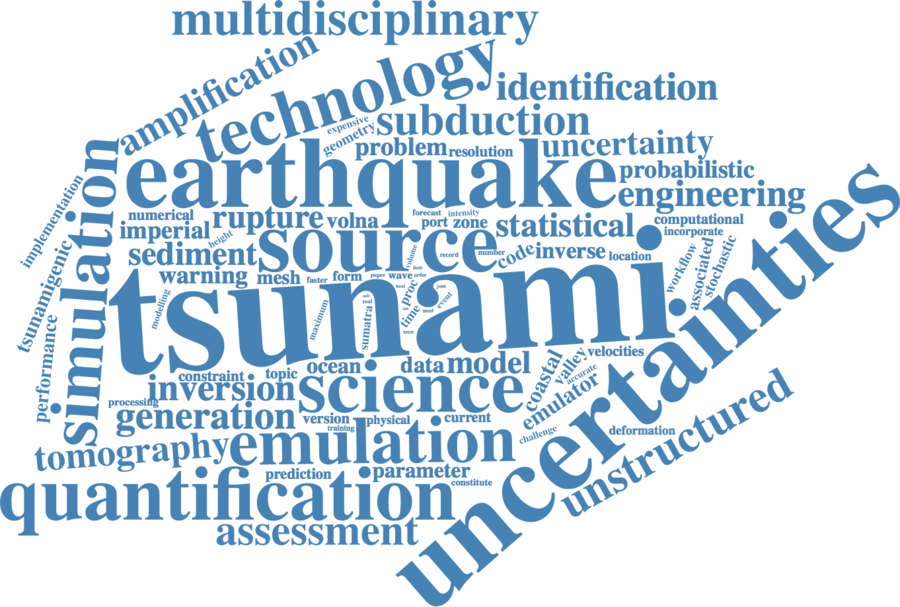 multidisciplinary
amplification
technology
identification
expensive
geometry
subduction
problem
resolution
uncertainty
earthquake
probabilistic
engineering
simulation
implementation
numerical
imperial
rupture
volna
forecast
intensity
port
zone
statistical
computational
incorporate
uncertainties
height
source
sediment
volume
record
number
code
inverse
location
workflow
associated
stochastic
tsunamigenic
warning
mesh
faster
form
paper
wave
tsunami
modelling
maximum
sumatra
real
proc
time
event
performance
constraint
topic
ocean
data
model
coastal
valley
velocities
accurate
inversion
science
emulator
processing
generation
version
physical
current
training
challenge
deformation
unstructured
tomography
emulation
prediction
parameter
constitute
quantification
assessment